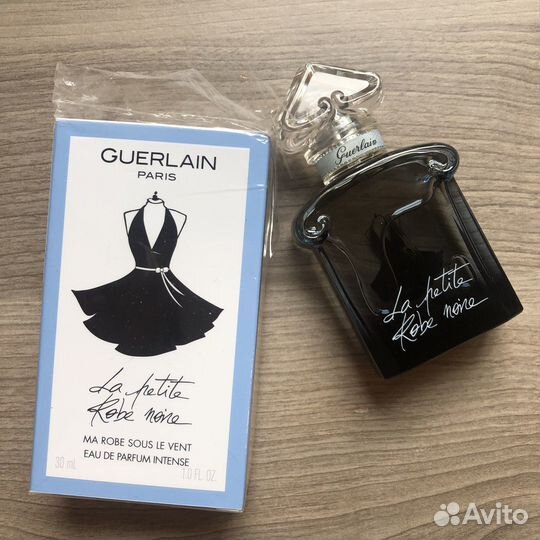 GUERLAIN
PARIS
La petite
Robe noire
MA ROBE SOUS LE VENT
EAU DE PARFUM INTENSE
30 mL
1.0 FL. OZ.
Guerlain
La petite
Robe noire
Avito